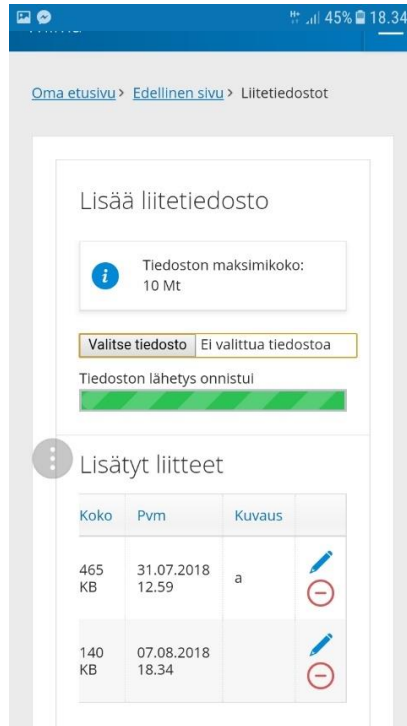 45% 18.34
Oma etusivu > Edellinen sivu > Liitetiedostot
Lisää liitetiedosto
Tiedoston maksimikoko:
10 Mt
Valitse tiedosto Ei valittua tiedostoa
Tiedoston lähetys onnistui
Lisätyt liitteet
Koko Pvm Kuvaus
465 31.07.2018 a
KB 12.59
140 07.08.2018
KB 18.34